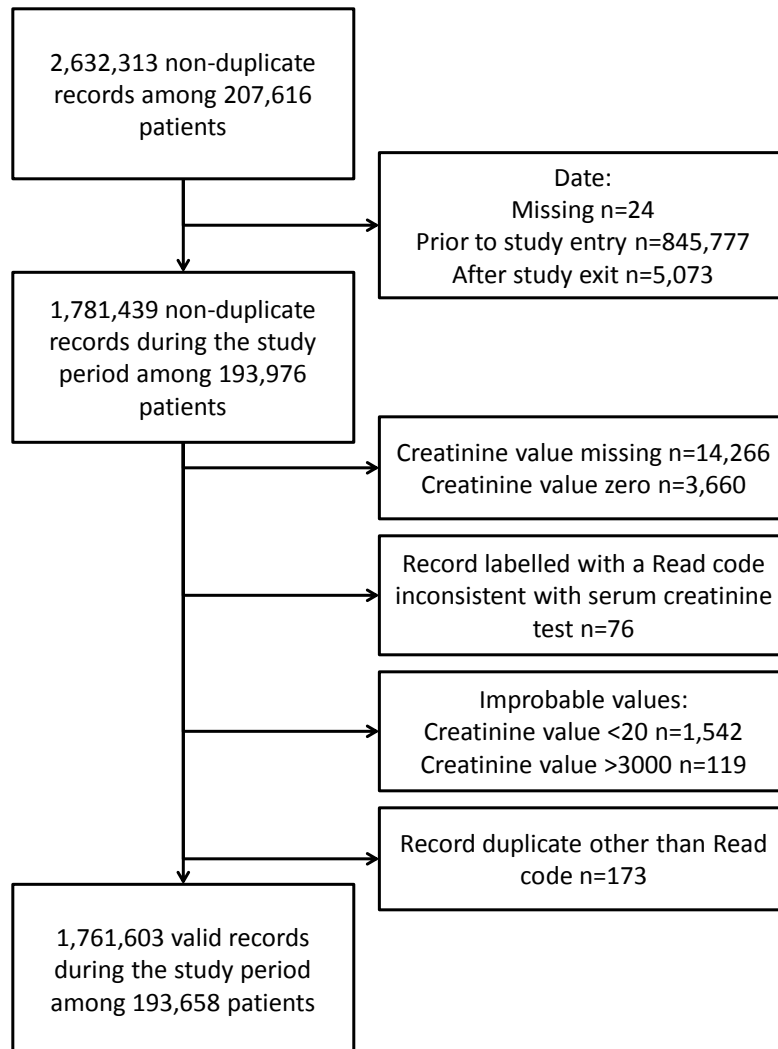 2,632,313 non-duplicate
records among 207,616
patients
Date:
Missing n=24
Prior to study entry n=845,777
After study exit n=5,073
1,781,439 non-duplicate
records during the study
period among 193,976
patients
Creatinine value missing n=14,266
Creatinine value zero n=3,660
Record labelled with a Read code
inconsistent with serum creatinine
test n=76
Improbable values:
Creatinine value <20 n=1,542
Creatinine value >3000 n=119
Record duplicate other than Read
code n=173
1,761,603 valid records
during the study period
among 193,658 patients